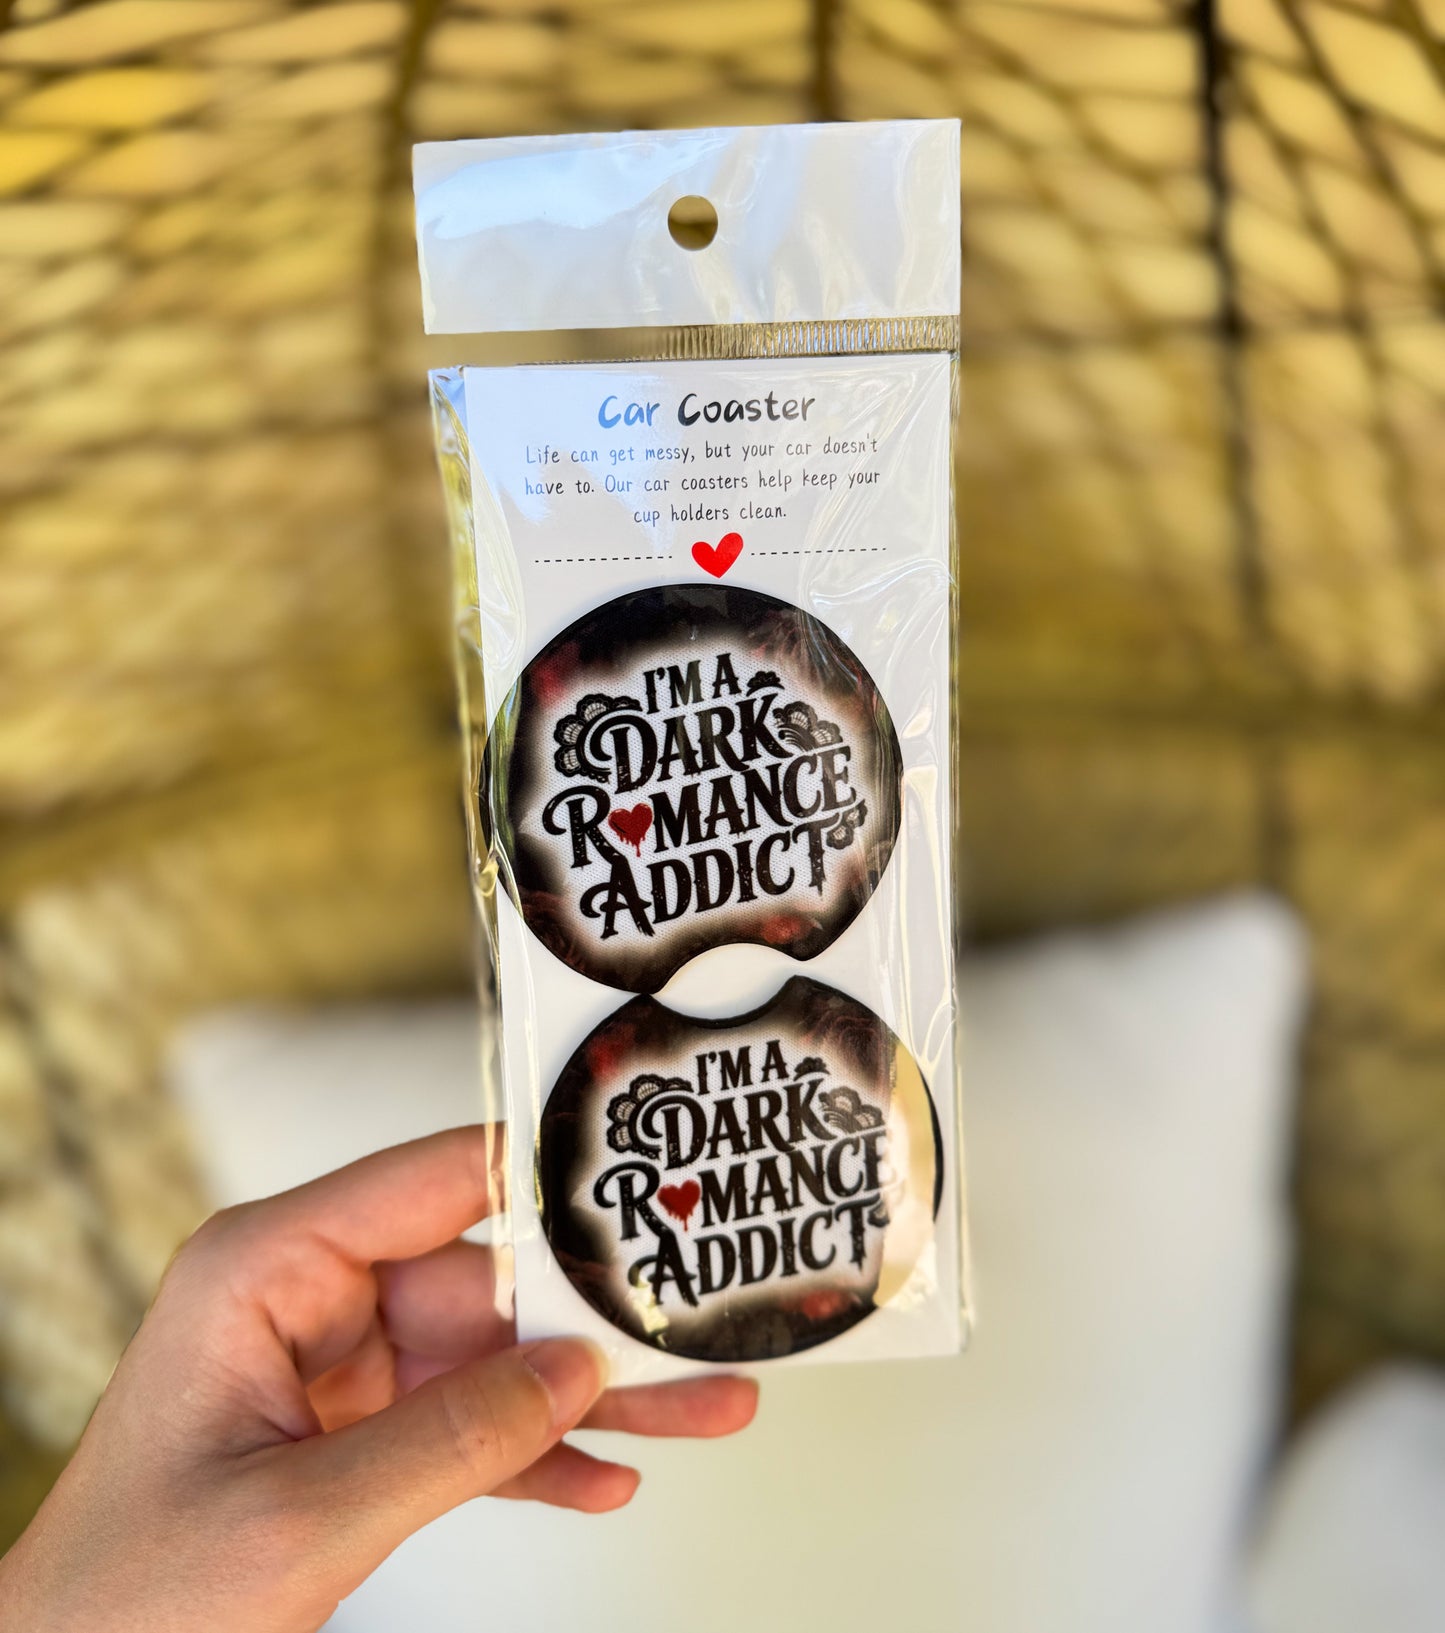 Car Coaster
Life can get messy, but your car doesn't
have to. Our car coasters help keep your
cup holders clean.
I'M A
DARK
ROMANCE
ADDICT
I'M A
DARK
ROMANCE
ADDICT